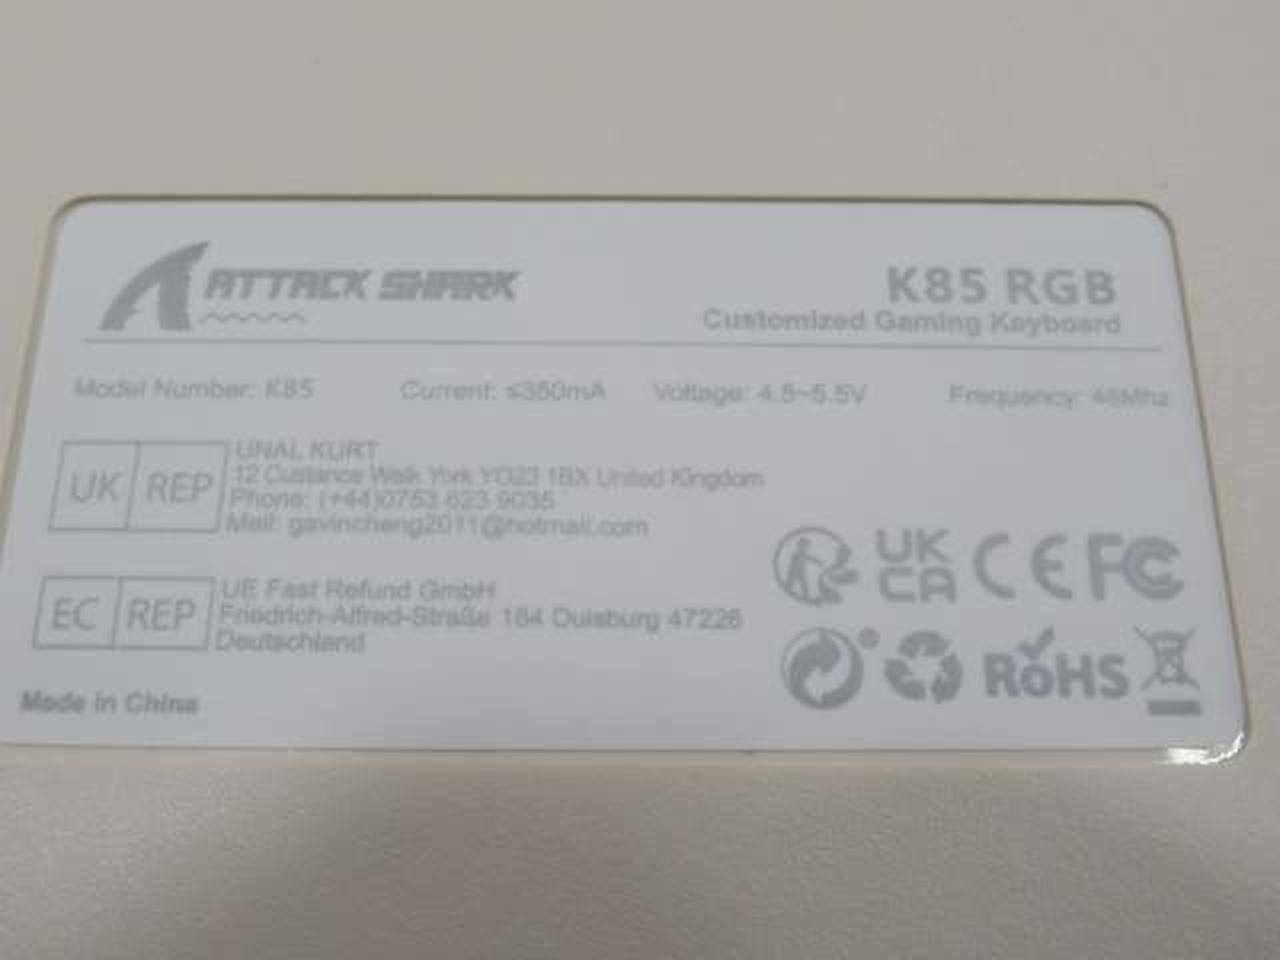 ATTACK SHARK
K85 RGB
Customized Gaming Keyboard
Model Number: K85 Current: ≤350mA Voltage: 4.5~5.5V Frequency: 48Mhz
UK REP
UNAL KURT
12 Custance Walk York YO23 1BX United Kingdom
Phone: (+44)0753 623 9035
Mail: gavincheng2011@hotmail.com
EC REP
UE Fast Refund GmbH
Friedrich-Alfred-Straße 184 Duisburg 47226
Deutschland
UK
CA CE FC
® RoHS
Made in China